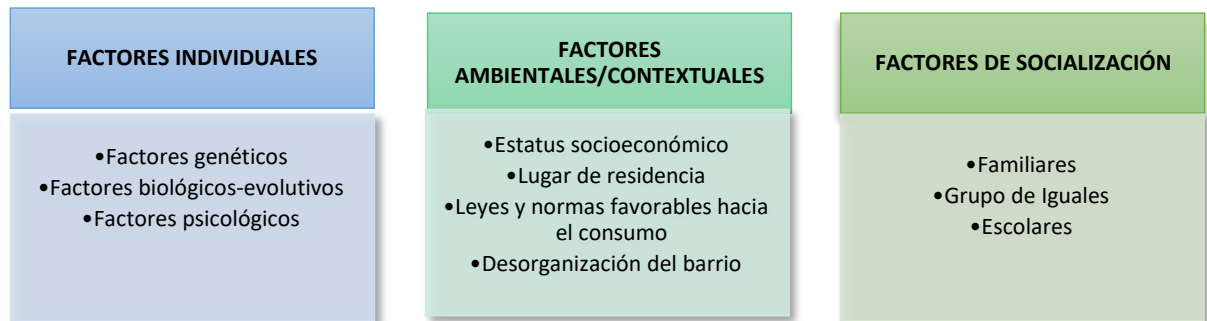 FACTORES INDIVIDUALES
•Factores genéticos
•Factores biológicos-evolutivos
•Factores psicológicos
FACTORES
AMBIENTALES/CONTEXTUALES
•Estatus socioeconómico
•Lugar de residencia
•Leyes y normas favorables hacia
el consumo
•Desorganización del barrio
FACTORES DE SOCIALIZACIÓN
•Familiares
•Grupo de Iguales
•Escolares